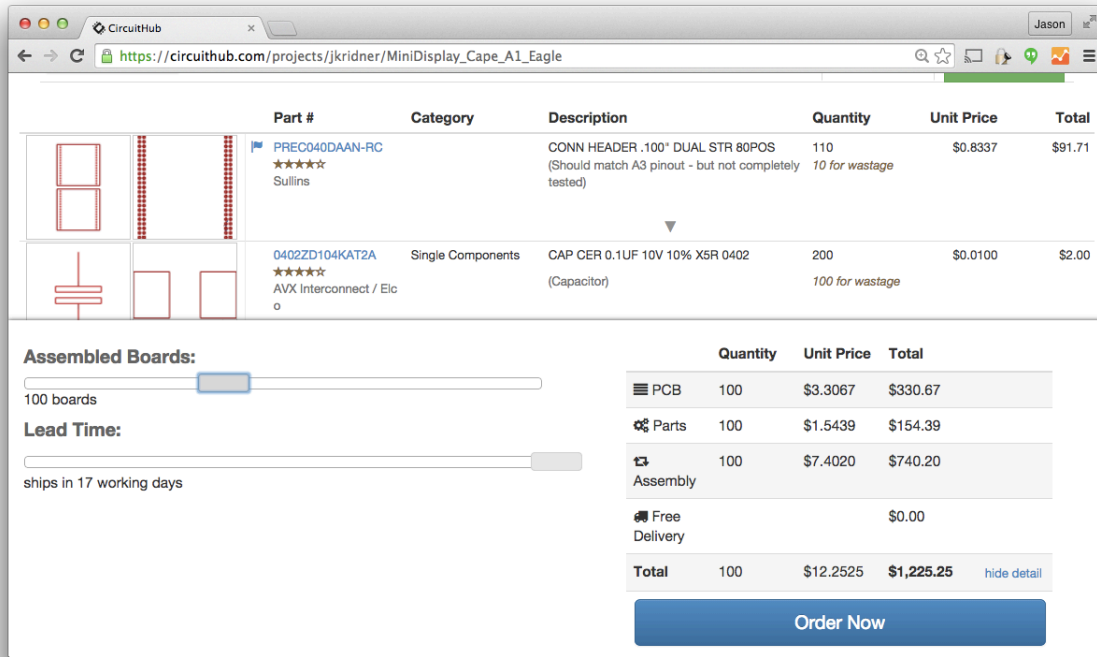 CircuitHub
Jason
https://circuithub.com/projects/jkridner/MiniDisplay_Cape_A1_Eagle
Part # Category Description Quantity Unit Price Total
PREC040DAAN-RC CONN HEADER .100" DUAL STR 80POS 110 $0.8337 $91.71
(Should match A3 pinout - but not completely 10 for wastage
Sullins tested)
0402ZD104KAT2A Single Components CAP CER 0.1UF 10V 10% X5R 0402 200 $0.0100 $2.00
(Capacitor) 100 for wastage
AVX Interconnect / Elc
o
Assembled Boards:
100 boards
Lead Time:
ships in 17 working days
Quantity Unit Price Total
PCB 100 $3.3067 $330.67
Parts 100 $1.5439 $154.39
100 $7.4020 $740.20
Assembly
Free $0.00
Delivery
Total 100 $12.2525 $1,225.25 hide detail
Order Now